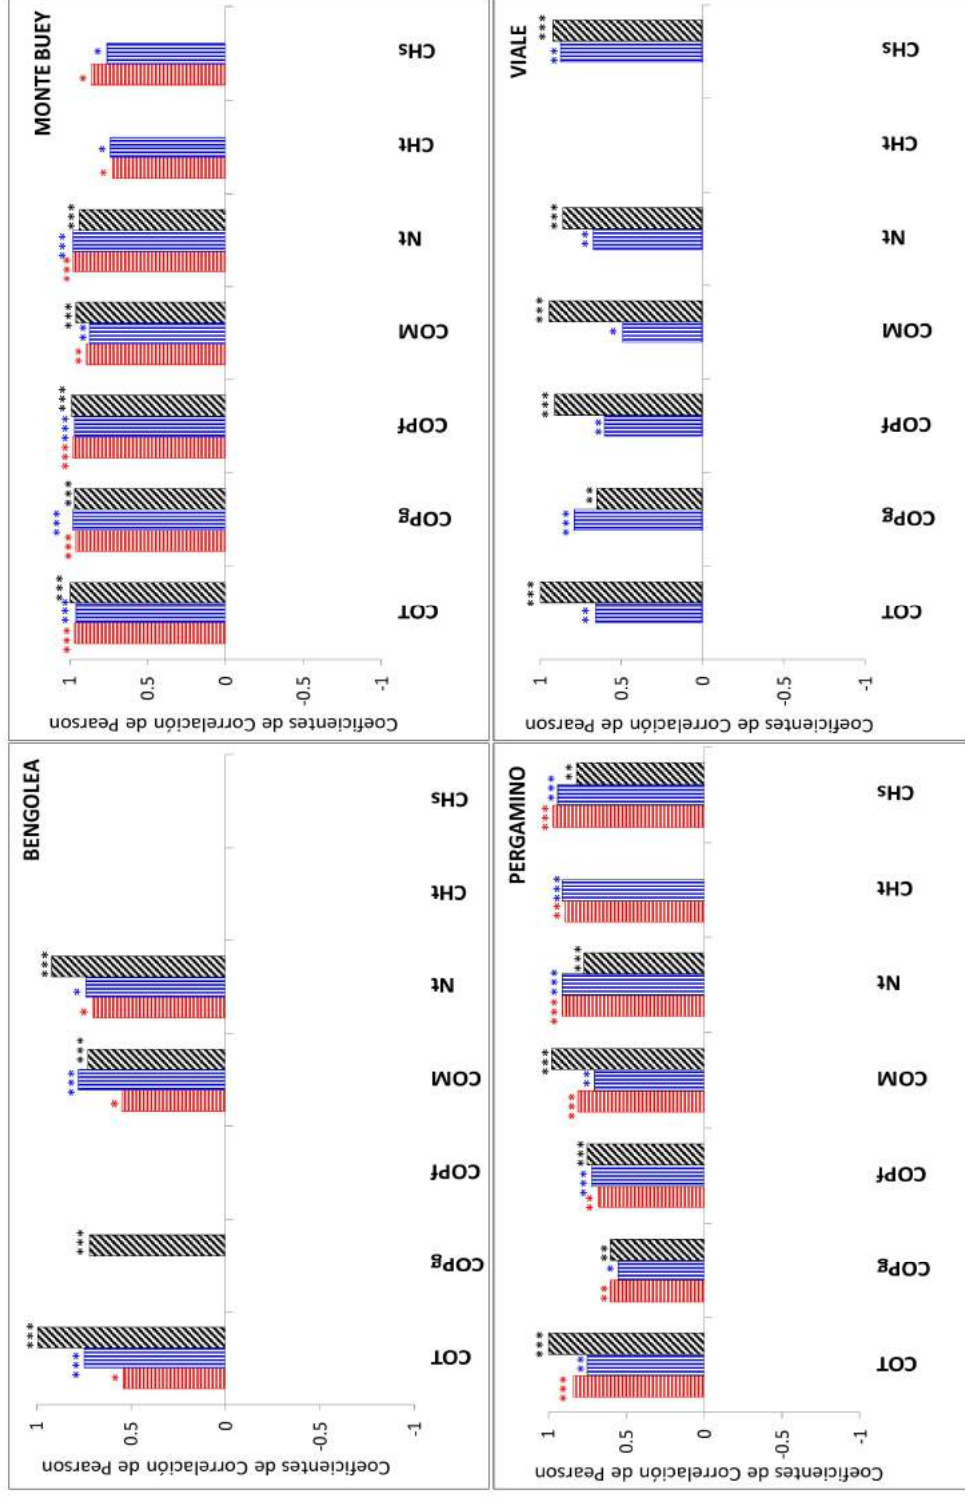 BENGOLEA
Coeficientes de Correlación de Pearson
1
0.5
0
-0.5
-1
* *** *** *** * *** *** * * ***
COT COPg COPf COM Nt CHt CHs
MONTE BUEY
Coeficientes de Correlación de Pearson
1
0.5
0
-0.5
-1
*** *** *** *** *** *** *** *** *** ** ** *** *** *** *** * * * *
COT COPg COPf COM Nt CHt CHs
PERGAMINO
Coeficientes de Correlación de Pearson
1
0.5
0
-0.5
-1
*** ** *** ** * ** ** *** *** *** ** *** *** *** *** ** *** *** *** **
COT COPg COPf COM Nt CHt CHs
VIALE
Coeficientes de Correlación de Pearson
1
0.5
0
-0.5
-1
** *** *** ** ** *** * *** ** *** ** ***
COT COPg COPf COM Nt CHt CHs